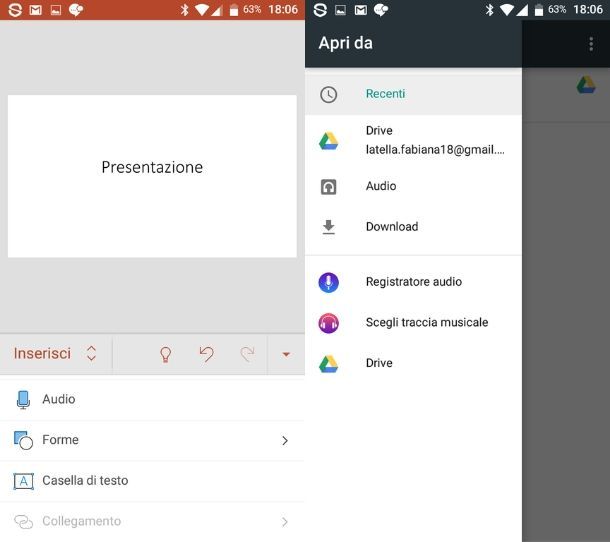 63% 18:06
Presentazione
Inserisci
Audio
Forme
A Casella di testo
Collegamento
63% 18:06
Apri da
Recenti
Drive
latella.fabiana18@gmail....
Audio
Download
Registratore audio
Scegli traccia musicale
Drive